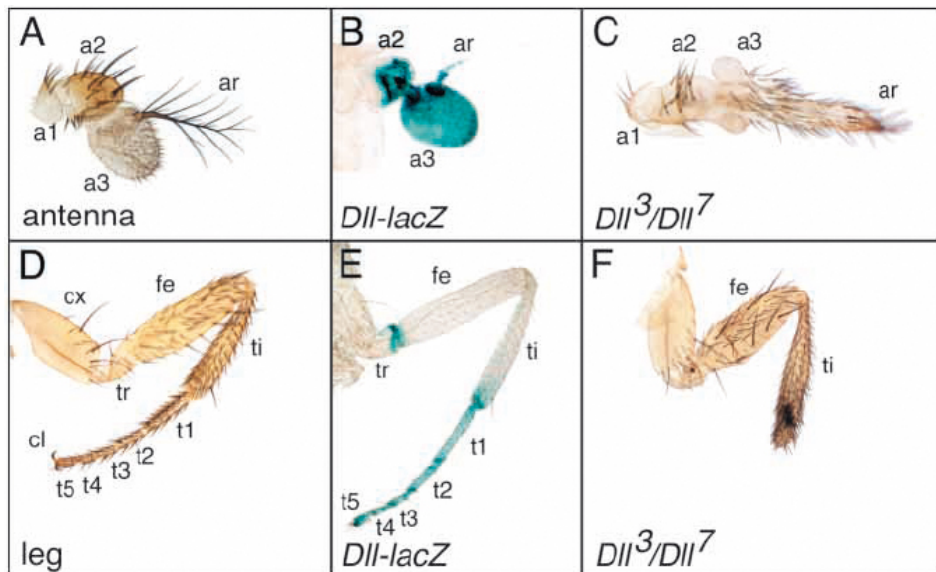 A
a2
ar
a1
a3
antenna
B
a2
ar
a3
Dll-lacZ
C
a2
a3
ar
a1
Dll3/Dll7
D
cx
fe
ti
tr
t1
cl
t2
t3
t5 t4
leg
E
fe
ti
tr
t1
t2
t5
t3
t4
Dll-lacZ
F
fe
ti
Dll3/Dll7